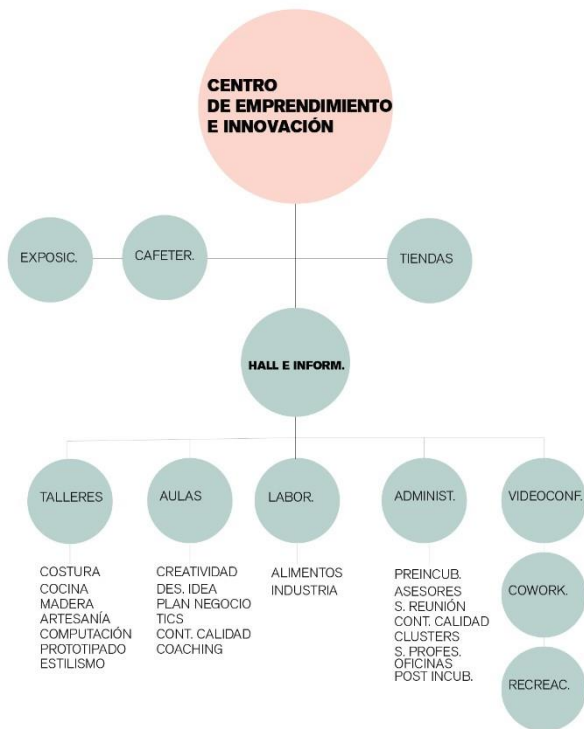 CENTRO
DE EMPRENDIMIENTO
E INNOVACIÓN
EXPOSIC.
CAFETER.
TIENDAS
HALL E INFORM.
TALLERES
AULAS
LABOR.
ADMINIST.
VIDEOCONF.
COSTURA
COCINA
MADERA
ARTESANÍA
COMPUTACIÓN
PROTOTIPADO
ESTILISMO
CREATIVIDAD
DES. IDEA
PLAN NEGOCIO
TICS
CONT. CALIDAD
COACHING
ALIMENTOS
INDUSTRIA
PREINCUB.
ASESORES
S. REUNIÓN
CONT. CALIDAD
CLUSTERS
S. PROFES.
OFICINAS
POST INCUB.
COWORK.
RECREAC.